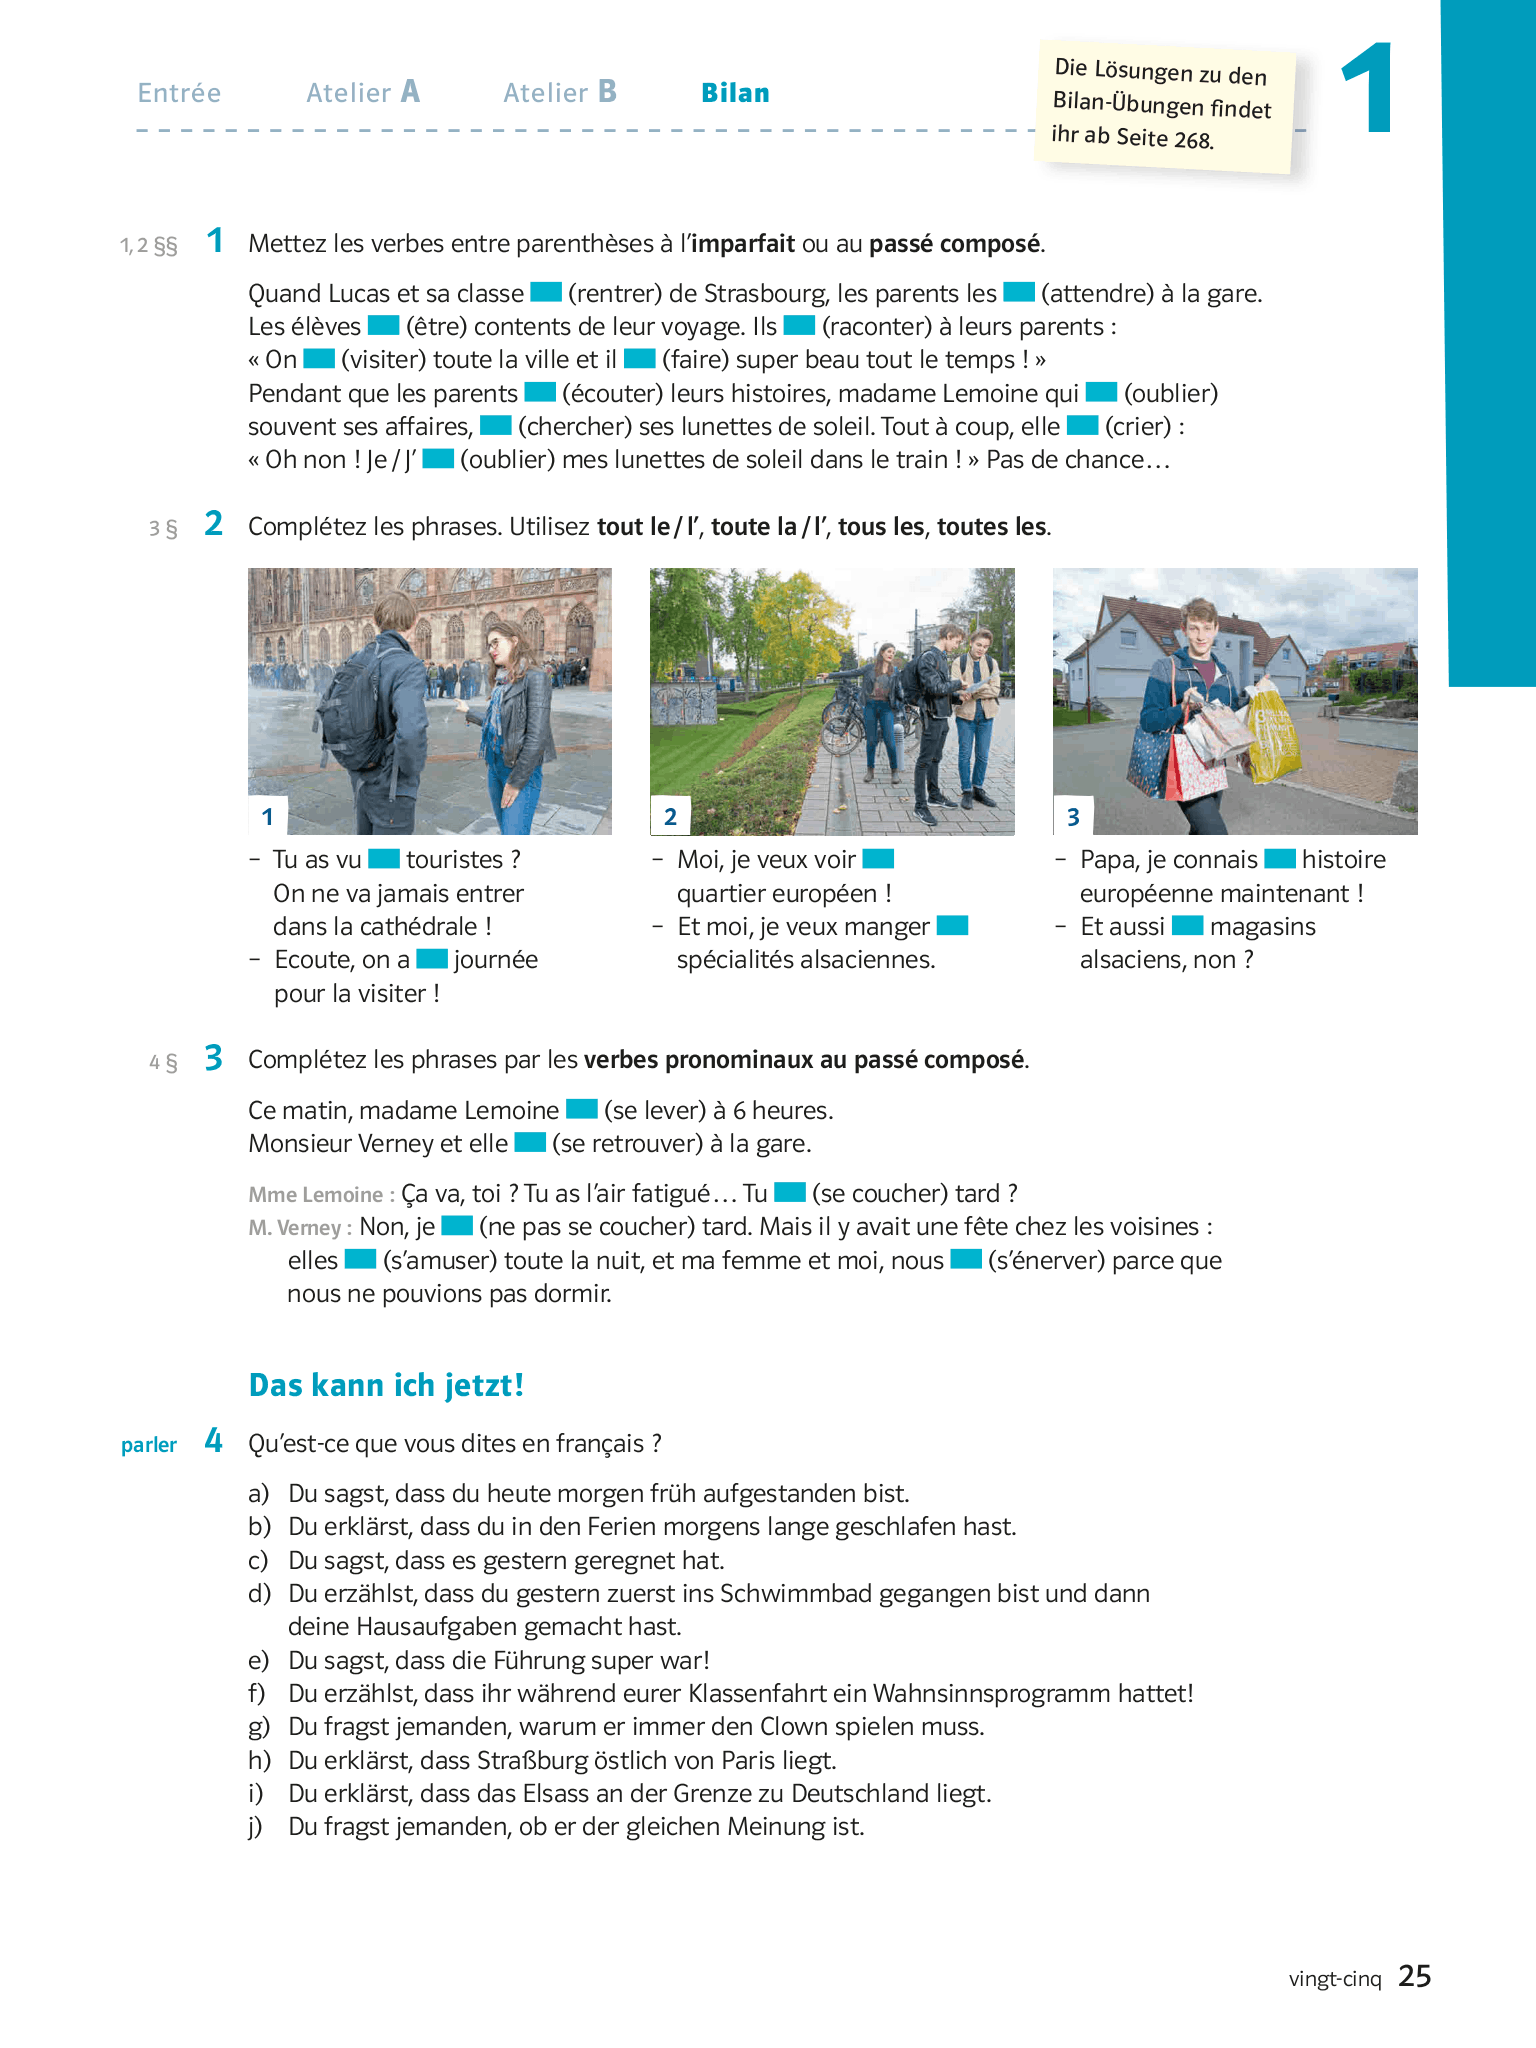 Entrée Atelier A Atelier B Bilan
Die Lösungen zu den
Bilan-Übungen findet
ihr ab Seite 268.
1
1, 2 §§ 1 Mettez les verbes entre parenthèses à l’imparfait ou au passé composé.
Quand Lucas et sa classe (rentrer) de Strasbourg, les parents les (attendre) à la gare.
Les élèves (être) contents de leur voyage. Ils (raconter) à leurs parents :
« On (visiter) toute la ville et il (faire) super beau tout le temps ! »
Pendant que les parents (écouter) leurs histoires, madame Lemoine qui (oublier)
souvent ses affaires, (chercher) ses lunettes de soleil. Tout à coup, elle (crier) :
« Oh non ! Je / J’ (oublier) mes lunettes de soleil dans le train ! » Pas de chance…
3 § 2 Complétez les phrases. Utilisez tout le / l’, toute la / l’, tous les, toutes les.
1
– Tu as vu touristes ?
On ne va jamais entrer
dans la cathédrale !
– Ecoute, on a journée
pour la visiter !
2
– Moi, je veux voir
quartier européen !
– Et moi, je veux manger
spécialités alsaciennes.
3
– Papa, je connais histoire
européenne maintenant !
– Et aussi magasins
alsaciens, non ?
4 § 3 Complétez les phrases par les verbes pronominaux au passé composé.
Ce matin, madame Lemoine (se lever) à 6 heures.
Monsieur Verney et elle (se retrouver) à la gare.
Mme Lemoine : Ça va, toi ? Tu as l’air fatigué… Tu (se coucher) tard ?
M. Verney : Non, je (ne pas se coucher) tard. Mais il y avait une fête chez les voisines :
elles (s’amuser) toute la nuit, et ma femme et moi, nous (s’énerver) parce que
nous ne pouvions pas dormir.
Das kann ich jetzt!
parler 4 Qu’est-ce que vous dites en français ?
a) Du sagst, dass du heute morgen früh aufgestanden bist.
b) Du erklärst, dass du in den Ferien morgens lange geschlafen hast.
c) Du sagst, dass es gestern geregnet hat.
d) Du erzählst, dass du gestern zuerst ins Schwimmbad gegangen bist und dann
deine Hausaufgaben gemacht hast.
e) Du sagst, dass die Führung super war!
f) Du erzählst, dass ihr während eurer Klassenfahrt ein Wahnsinnsprogramm hattet!
g) Du fragst jemanden, warum er immer den Clown spielen muss.
h) Du erklärst, dass Straßburg östlich von Paris liegt.
i) Du erklärst, dass das Elsass an der Grenze zu Deutschland liegt.
j) Du fragst jemanden, ob er der gleichen Meinung ist.
vingt-cinq 25